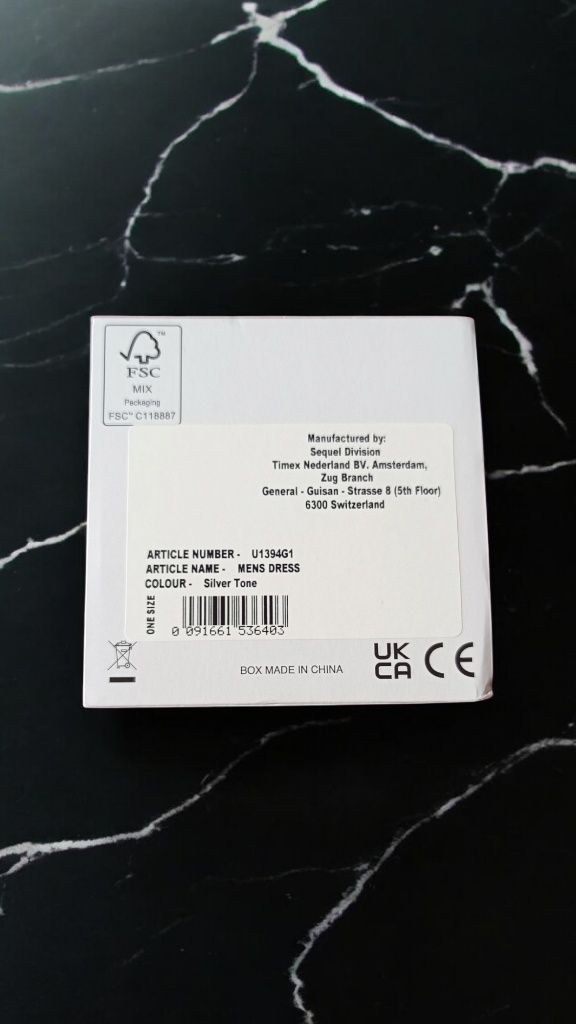 FSC™
MIX
Packaging
FSC™ C118887
Manufactured by:
Sequel Division
Timex Nederland BV. Amsterdam,
Zug Branch
General - Guisan - Strasse 8 (5th Floor)
6300 Switzerland
ARTICLE NUMBER - U1394G1
ARTICLE NAME - MENS DRESS
COLOUR - Silver Tone
ONE SIZE
0 091661 536403
BOX MADE IN CHINA
UK
CA
CE